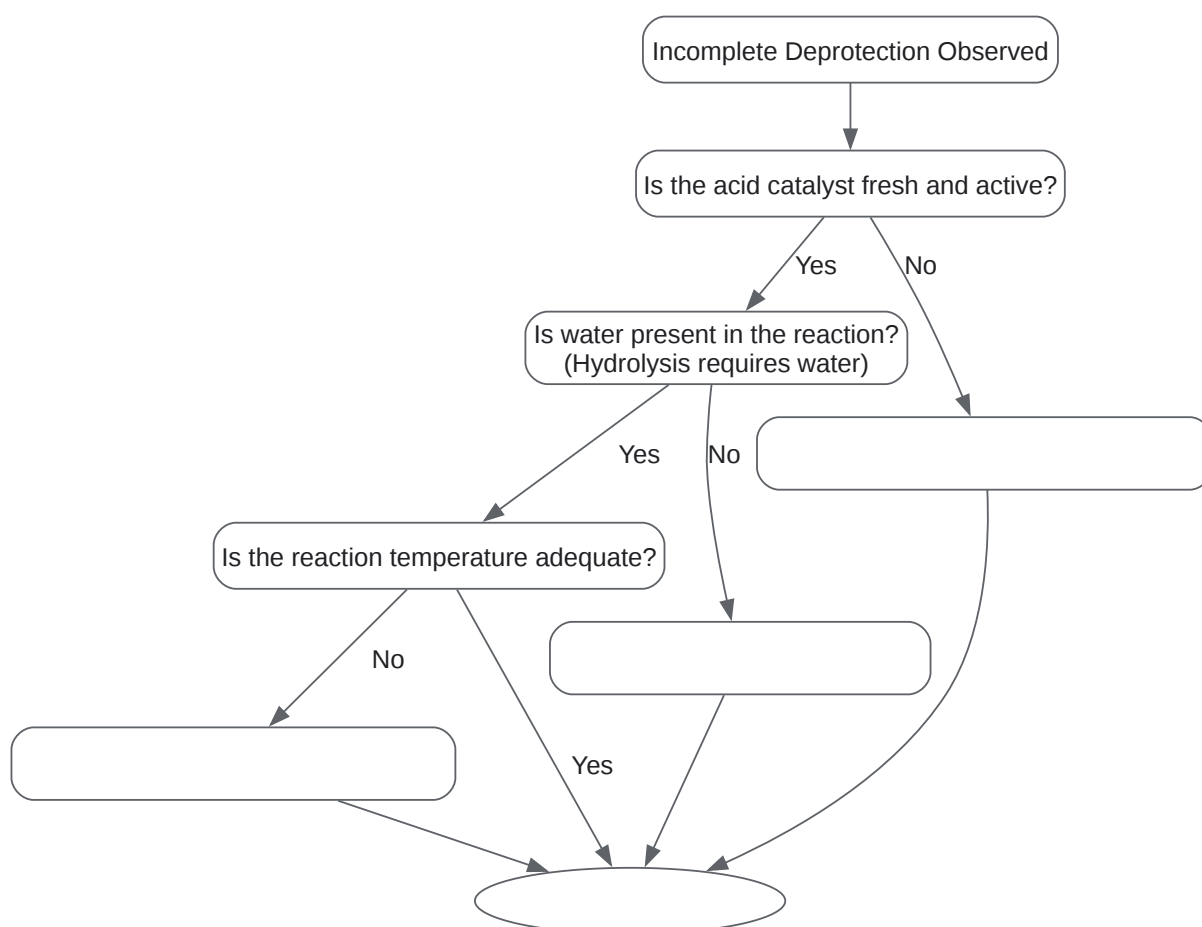 Incomplete Deprotection Observed
Is the acid catalyst fresh and active?
Yes
No
Is water present in the reaction?
(Hydrolysis requires water)
Yes
No
Is the reaction temperature adequate?
No
Yes